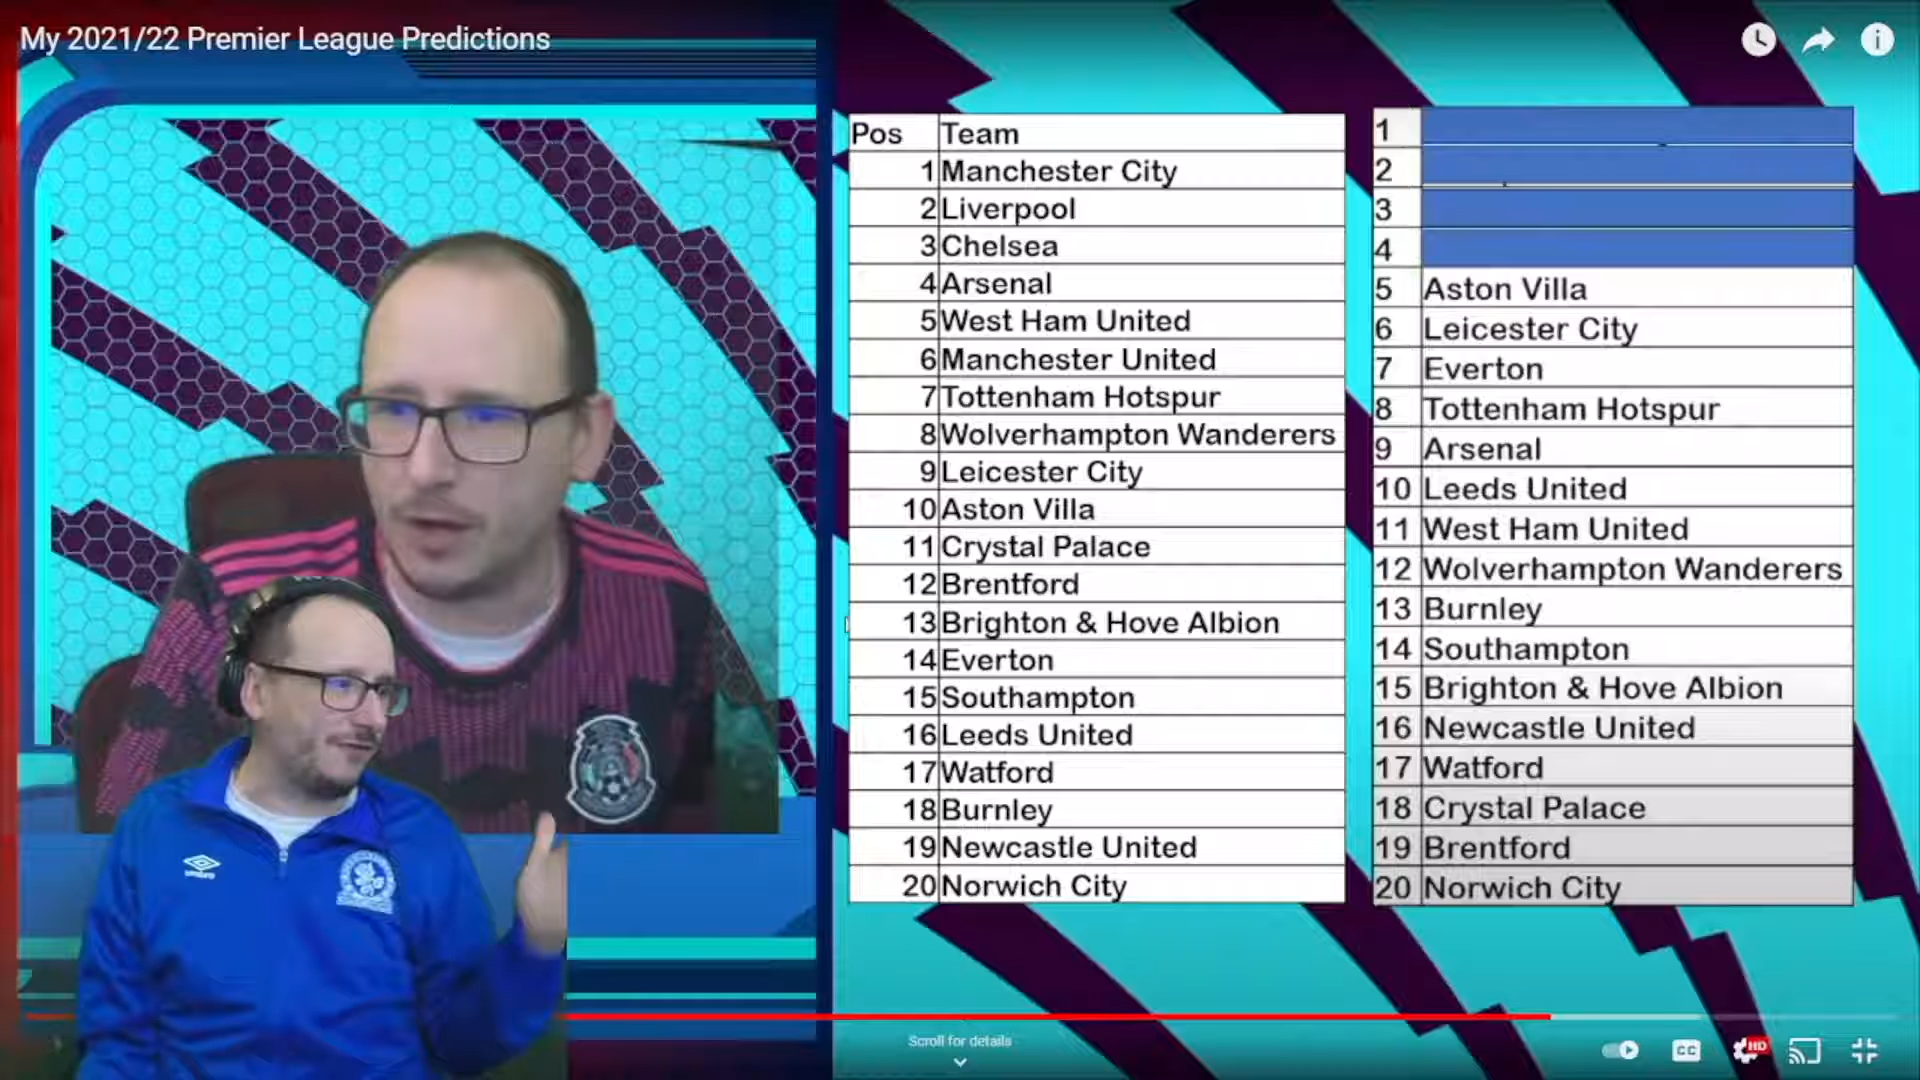 My 2021/22 Premier League Predictions
Pos Team
1 Manchester City
2 Liverpool
3 Chelsea
4 Arsenal
5 West Ham United
6 Manchester United
7 Tottenham Hotspur
8 Wolverhampton Wanderers
9 Leicester City
10 Aston Villa
11 Crystal Palace
12 Brentford
13 Brighton & Hove Albion
14 Everton
15 Southampton
16 Leeds United
17 Watford
18 Burnley
19 Newcastle United
20 Norwich City
1
2
3
4
5 Aston Villa
6 Leicester City
7 Everton
8 Tottenham Hotspur
9 Arsenal
10 Leeds United
11 West Ham United
12 Wolverhampton Wanderers
13 Burnley
14 Southampton
15 Brighton & Hove Albion
16 Newcastle United
17 Watford
18 Crystal Palace
19 Brentford
20 Norwich City
umbro
Scroll for details
CC
HD